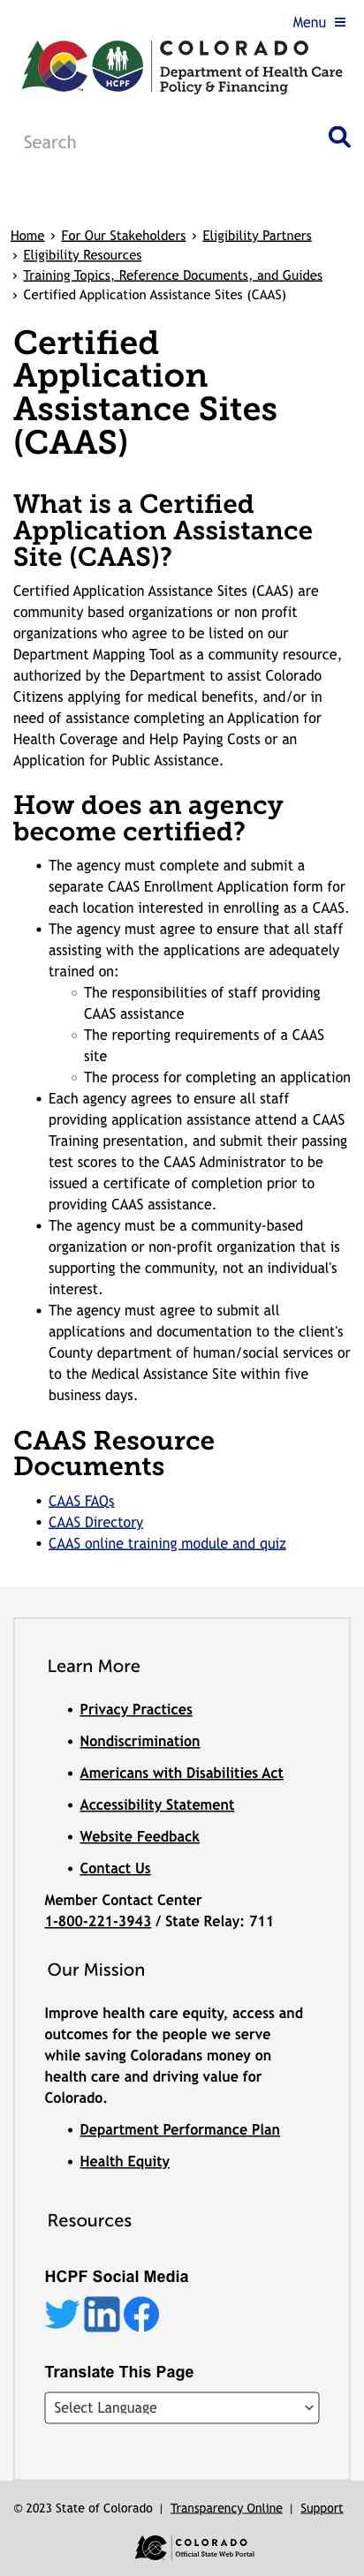 Menu
COLORADO
Department of Health Care
Policy & Financing
HCPF
Search
Home › For Our Stakeholders › Eligibility Partners
› Eligibility Resources
› Training Topics, Reference Documents, and Guides
› Certified Application Assistance Sites (CAAS)
Certified
Application
Assistance Sites
(CAAS)
What is a Certified
Application Assistance
Site (CAAS)?
Certified Application Assistance Sites (CAAS) are
community based organizations or non profit
organizations who agree to be listed on our
Department Mapping Tool as a community resource,
authorized by the Department to assist Colorado
Citizens applying for medical benefits, and/or in
need of assistance completing an Application for
Health Coverage and Help Paying Costs or an
Application for Public Assistance.
How does an agency
become certified?
• The agency must complete and submit a
separate CAAS Enrollment Application form for
each location interested in enrolling as a CAAS.
• The agency must agree to ensure that all staff
assisting with the applications are adequately
trained on:
◦ The responsibilities of staff providing
CAAS assistance
◦ The reporting requirements of a CAAS
site
◦ The process for completing an application
• Each agency agrees to ensure all staff
providing application assistance attend a CAAS
Training presentation, and submit their passing
test scores to the CAAS Administrator to be
issued a certificate of completion prior to
providing CAAS assistance.
• The agency must be a community-based
organization or non-profit organization that is
supporting the community, not an individual's
interest.
• The agency must agree to submit all
applications and documentation to the client's
County department of human/social services or
to the Medical Assistance Site within five
business days.
CAAS Resource
Documents
• CAAS FAQs
• CAAS Directory
• CAAS online training module and quiz
Learn More
• Privacy Practices
• Nondiscrimination
• Americans with Disabilities Act
• Accessibility Statement
• Website Feedback
• Contact Us
Member Contact Center
1-800-221-3943 / State Relay: 711
Our Mission
Improve health care equity, access and
outcomes for the people we serve
while saving Coloradans money on
health care and driving value for
Colorado.
• Department Performance Plan
• Health Equity
Resources
HCPF Social Media
Translate This Page
Select Language
© 2023 State of Colorado | Transparency Online | Support
COLORADO
Official State Web Portal